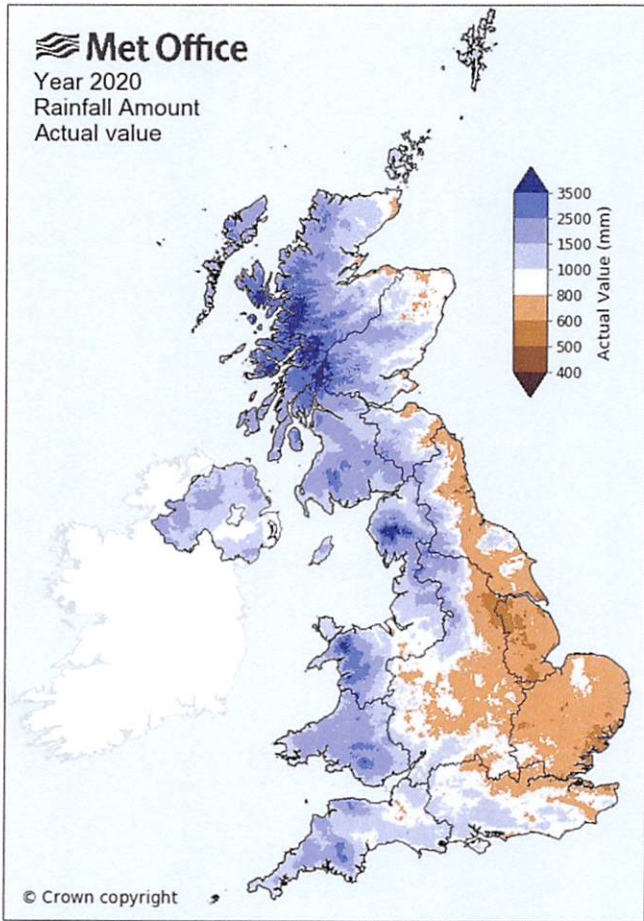 Met Office
Year 2020
Rainfall Amount
Actual value
3500
2500
1500
1000
800
600
500
400
Actual Value (mm)
© Crown copyright